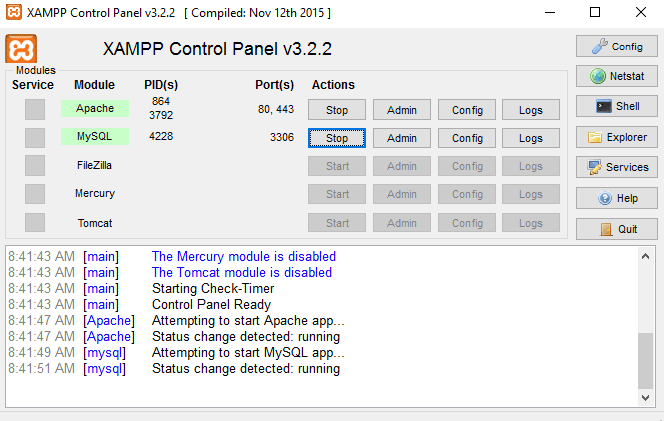 XAMPP Control Panel v3.2.2 [ Compiled: Nov 12th 2015 ]
XAMPP Control Panel v3.2.2
Config
Modules
Service Module PID(s) Port(s) Actions
Netstat
Apache 864 3792 80, 443 Stop Admin Config Logs
Shell
MySQL 4228 3306 Stop Admin Config Logs
Explorer
FileZilla Start Admin Config Logs
Services
Mercury Start Admin Config Logs
Help
Tomcat Start Admin Config Logs
Quit
8:41:43 AM [main] The Mercury module is disabled
8:41:43 AM [main] The Tomcat module is disabled
8:41:43 AM [main] Starting Check-Timer
8:41:43 AM [main] Control Panel Ready
8:41:47 AM [Apache] Attempting to start Apache app...
8:41:47 AM [Apache] Status change detected: running
8:41:49 AM [mysql] Attempting to start MySQL app...
8:41:51 AM [mysql] Status change detected: running